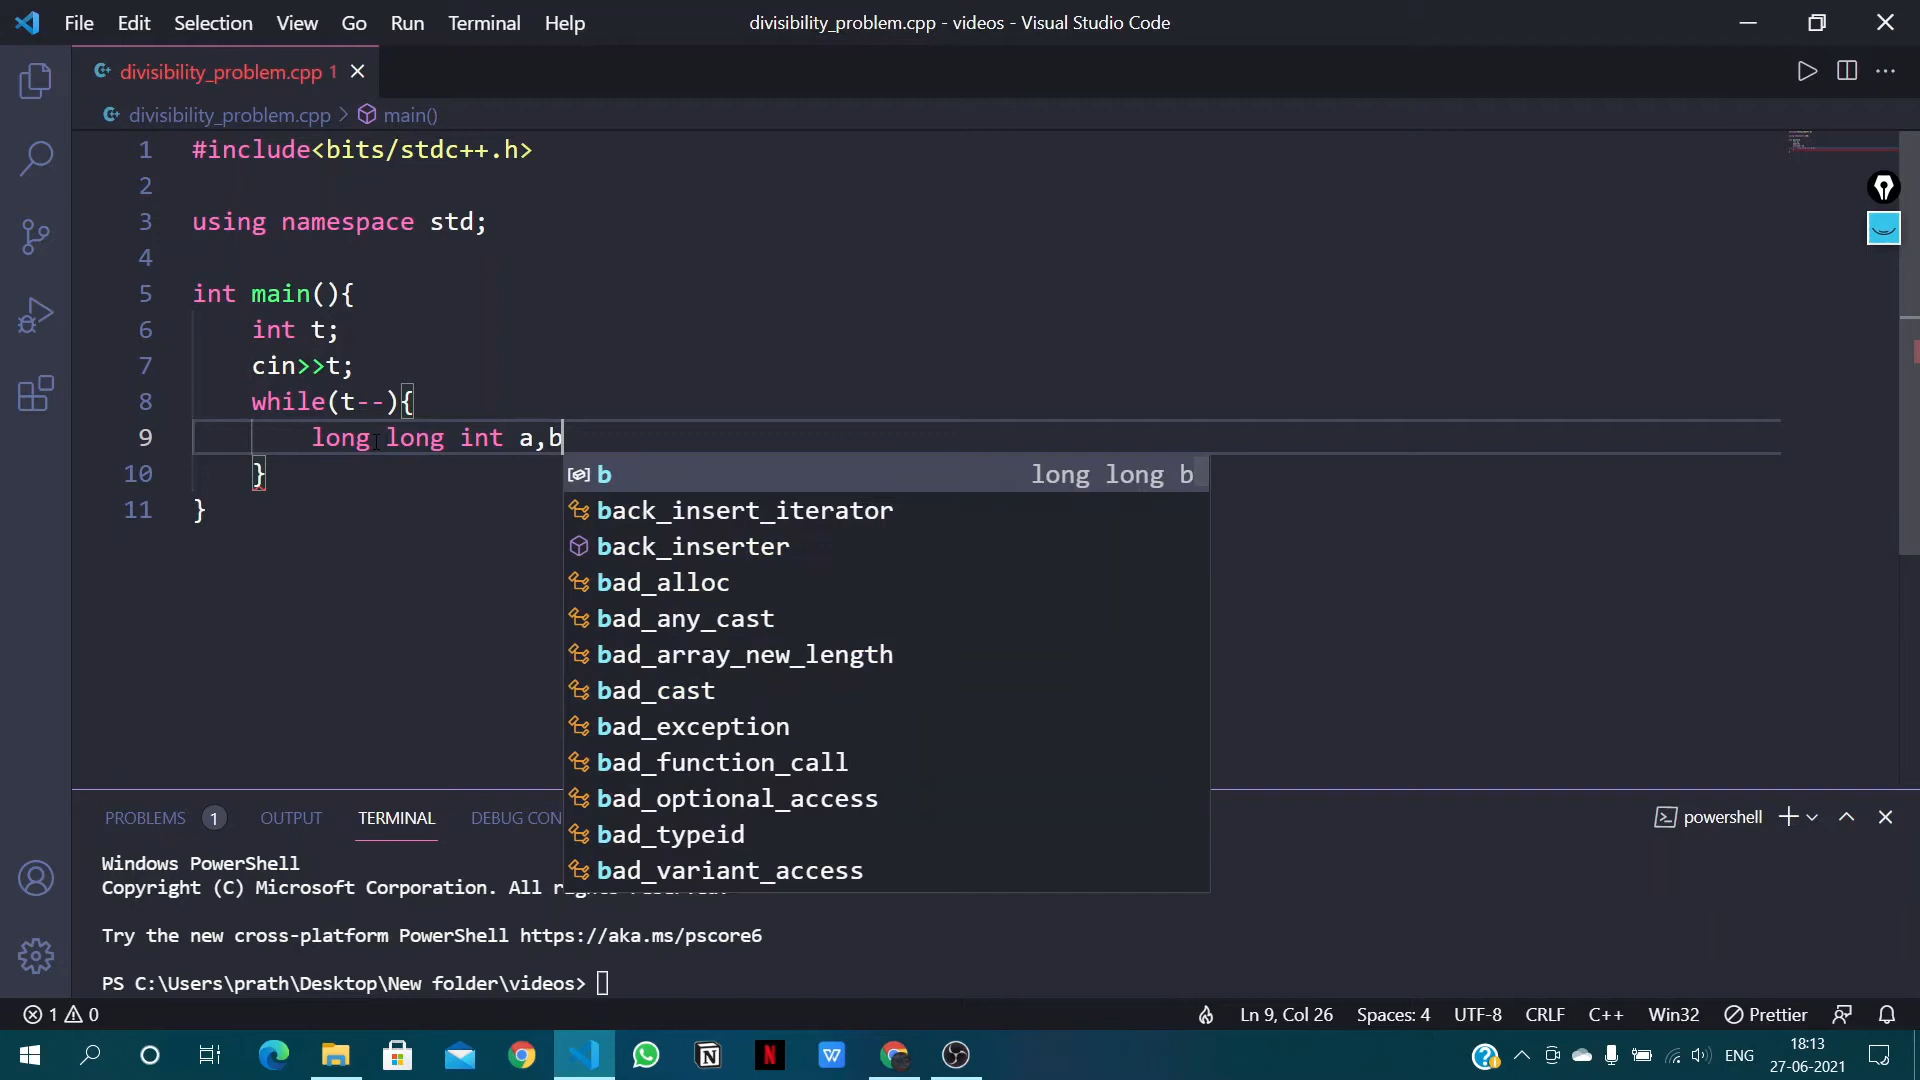 File Edit Selection View Go Run Terminal Help divisibility_problem.cpp - videos - Visual Studio Code
divisibility_problem.cpp 1
divisibility_problem.cpp > main()
1 #include<bits/stdc++.h>
2
3 using namespace std;
4
5 int main(){
6 int t;
7 cin>>t;
8 while(t--){
9 long long int a,b
10 }
11 }
b long long b
back_insert_iterator
back_inserter
bad_alloc
bad_any_cast
bad_array_new_length
bad_cast
bad_exception
bad_function_call
bad_optional_access
bad_typeid
bad_variant_access
PROBLEMS 1 OUTPUT TERMINAL DEBUG CON powershell
Windows PowerShell
Copyright (C) Microsoft Corporation. All
Try the new cross-platform PowerShell https://aka.ms/pscore6
PS C:\Users\prath\Desktop\New folder\videos>
1 0 Ln 9, Col 26 Spaces: 4 UTF-8 CRLF C++ Win32 Prettier
ENG 18:13
27-06-2021